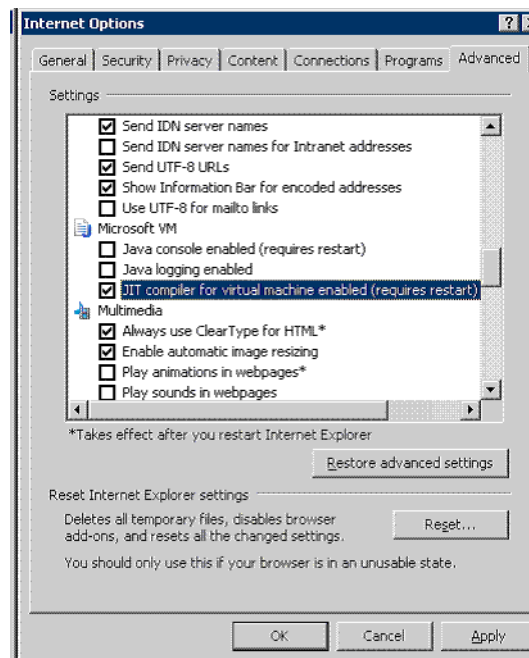 Internet Options
General Security Privacy Content Connections Programs Advanced
Settings
Send IDN server names
Send IDN server names for Intranet addresses
Send UTF-8 URLs
Show Information Bar for encoded addresses
Use UTF-8 for mailto links
Microsoft VM
Java console enabled (requires restart)
Java logging enabled
JIT compiler for virtual machine enabled (requires restart)
Multimedia
Always use ClearType for HTML*
Enable automatic image resizing
Play animations in webpages*
Play sounds in webpages
*Takes effect after you restart Internet Explorer
Restore advanced settings
Reset Internet Explorer settings
Deletes all temporary files, disables browser
add-ons, and resets all the changed settings.
Reset...
You should only use this if your browser is in an unusable state.
OK Cancel Apply